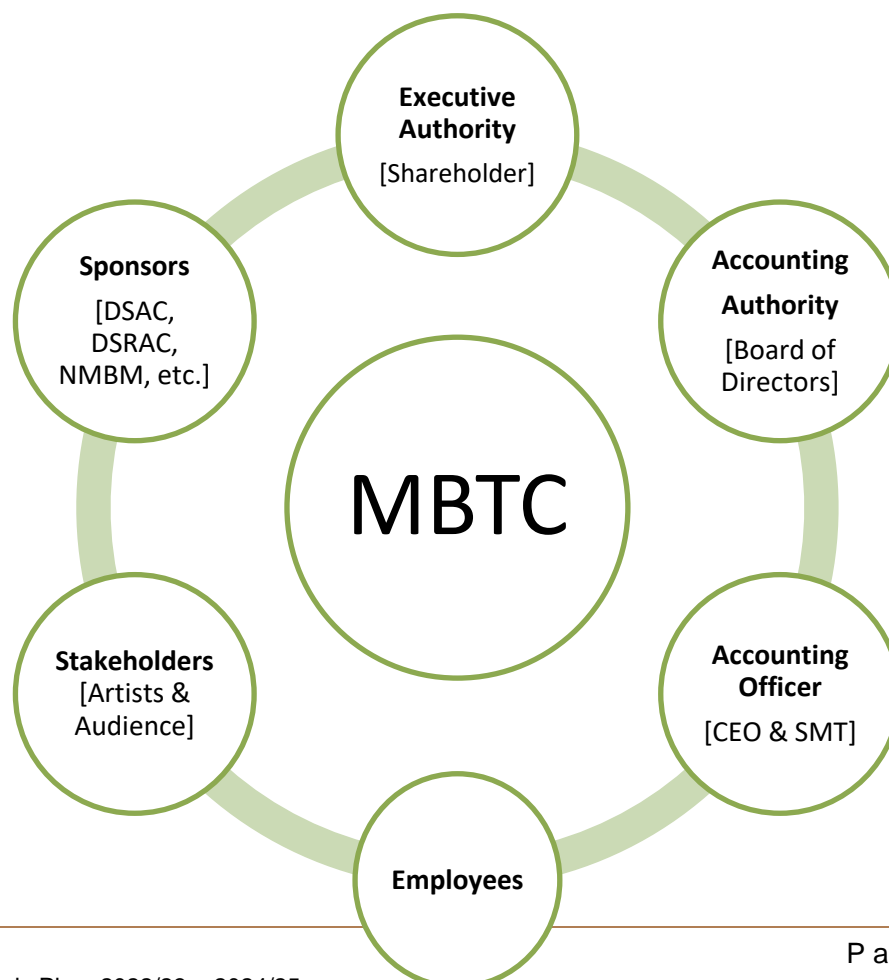 Executive
Authority
[Shareholder]
Accounting
Authority
[Board of
Directors]
Accounting
Officer
[CEO & SMT]
Employees
Stakeholders
[Artists &
Audience]
Sponsors
[DSAC,
DSRAC,
NMBM, etc.]
MBTC
P a